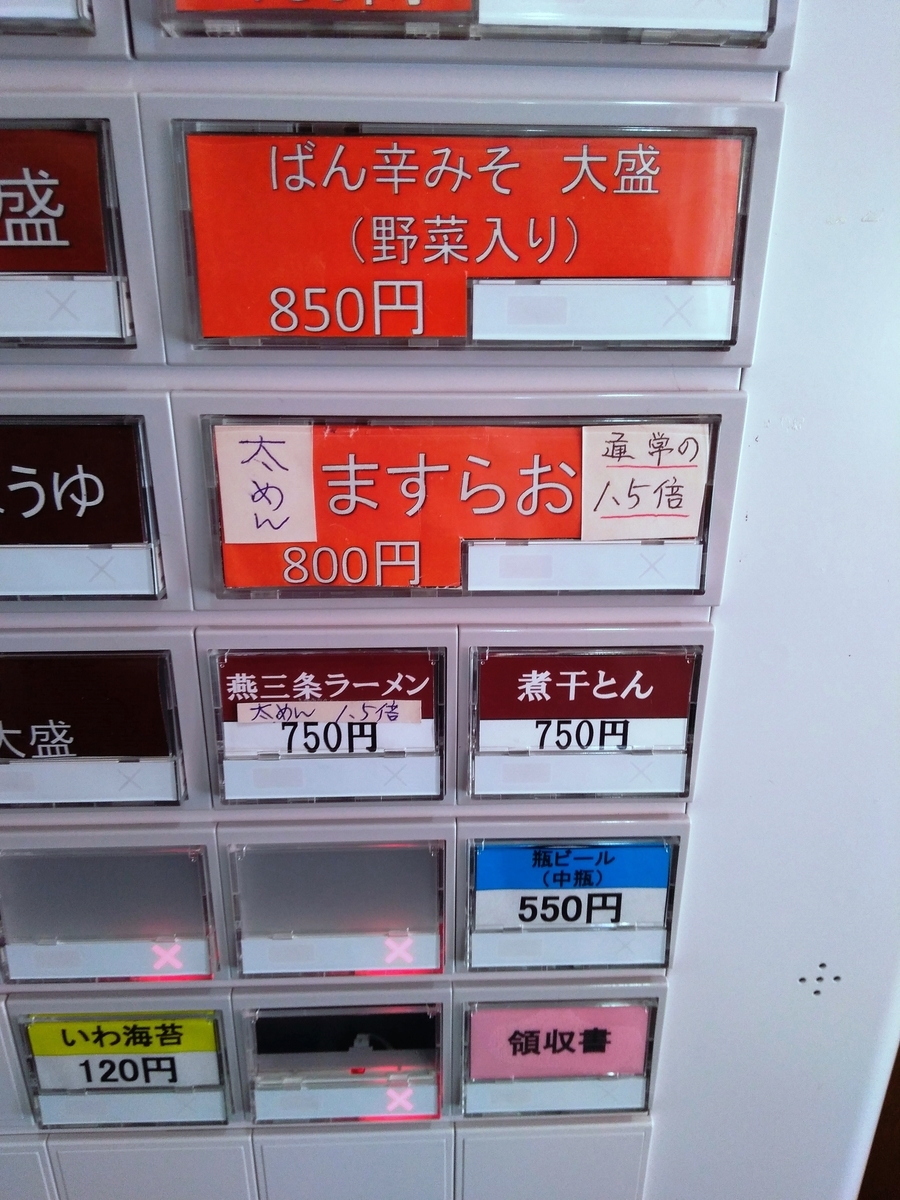 盛
ばん辛みそ 大盛
(野菜入り)
850円
うゆ
太めん
ますらお
1.5倍
800円
大盛
燕三条ラーメン
太めん 1.5倍
750円
煮干とん
750円
瓶ビール
(中瓶)
550円
いわ海苔
120円
領収書